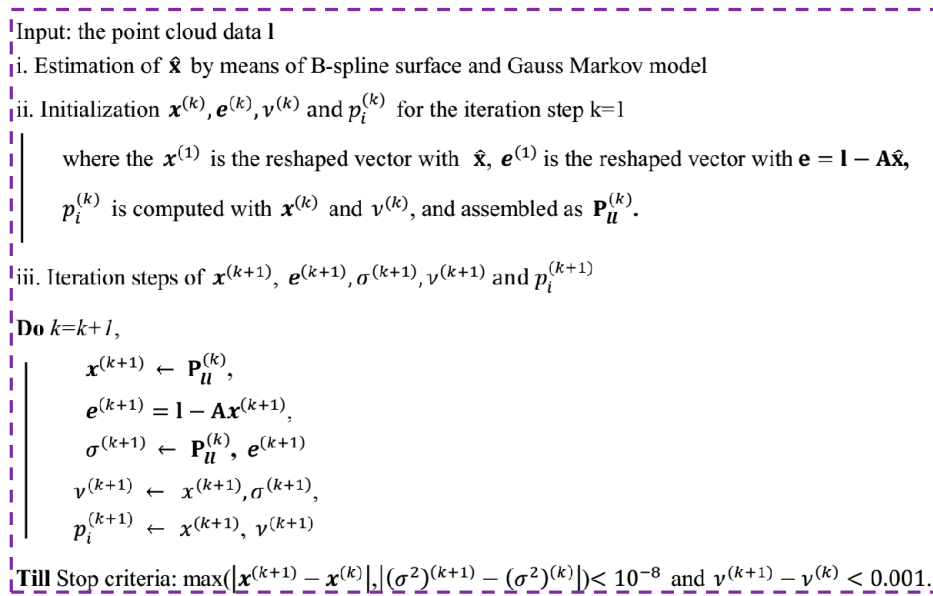 Input: the point cloud data l
i. Estimation of x̂ by means of B-spline surface and Gauss Markov model
ii. Initialization x^(k), e^(k), ν^(k) and p_i^(k) for the iteration step k=1
where the x^(1) is the reshaped vector with x̂, e^(1) is the reshaped vector with e = l − Ax̂,
p_i^(k) is computed with x^(k) and ν^(k), and assembled as P_ll^(k).
iii. Iteration steps of x^(k+1), e^(k+1), σ^(k+1), ν^(k+1) and p_i^(k+1)
Do k=k+1,
x^(k+1) ← P_ll^(k),
e^(k+1) = l − Ax^(k+1),
σ^(k+1) ← P_ll^(k), e^(k+1)
ν^(k+1) ← x^(k+1), σ^(k+1),
p_i^(k+1) ← x^(k+1), ν^(k+1)
Till Stop criteria: max(|x^(k+1) − x^(k)|,|(σ²)^(k+1) − (σ²)^(k)|)< 10^−8 and ν^(k+1) − ν^(k) < 0.001.